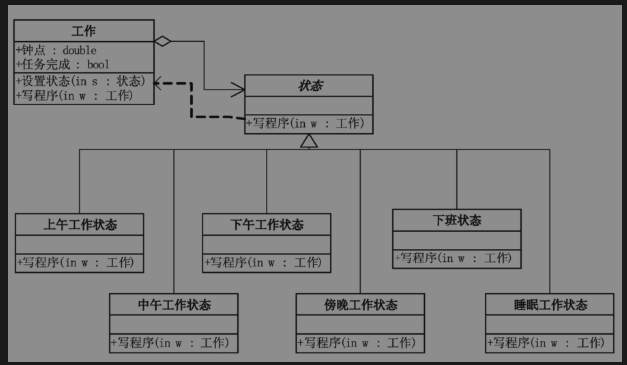 工作
+钟点 : double
+任务完成 : bool
+设置状态(in s : 状态)
+写程序(in w : 工作)
状态
+写程序(in w : 工作)
上午工作状态
+写程序(in w : 工作)
下午工作状态
+写程序(in w : 工作)
下班状态
+写程序(in w : 工作)
中午工作状态
+写程序(in w : 工作)
傍晚工作状态
+写程序(in w : 工作)
睡眠工作状态
+写程序(in w : 工作)